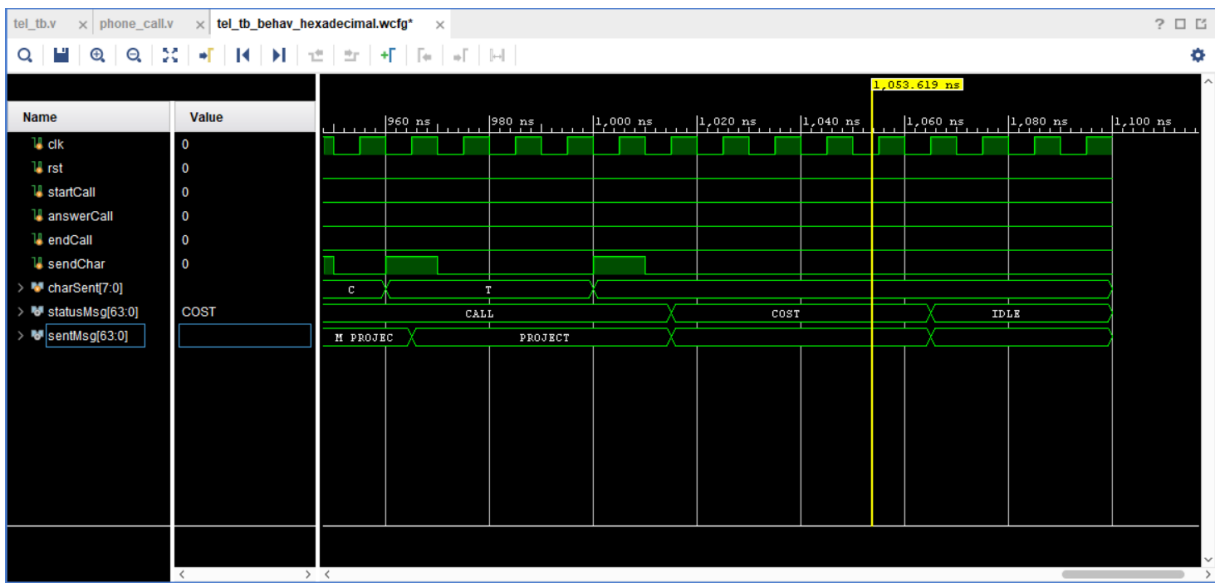 tel_tb.v × phone_call.v × tel_tb_behav_hexadecimal.wcfg* ×
1,053.619 ns
Name Value 960 ns 980 ns 1,000 ns 1,020 ns 1,040 ns 1,060 ns 1,080 ns 1,100 ns
clk 0
rst 0
startCall 0
answerCall 0
endCall 0
sendChar 0
charSent[7:0] C T
statusMsg[63:0] COST CALL COST IDLE
sentMsg[63:0] M PROJEC PROJECT